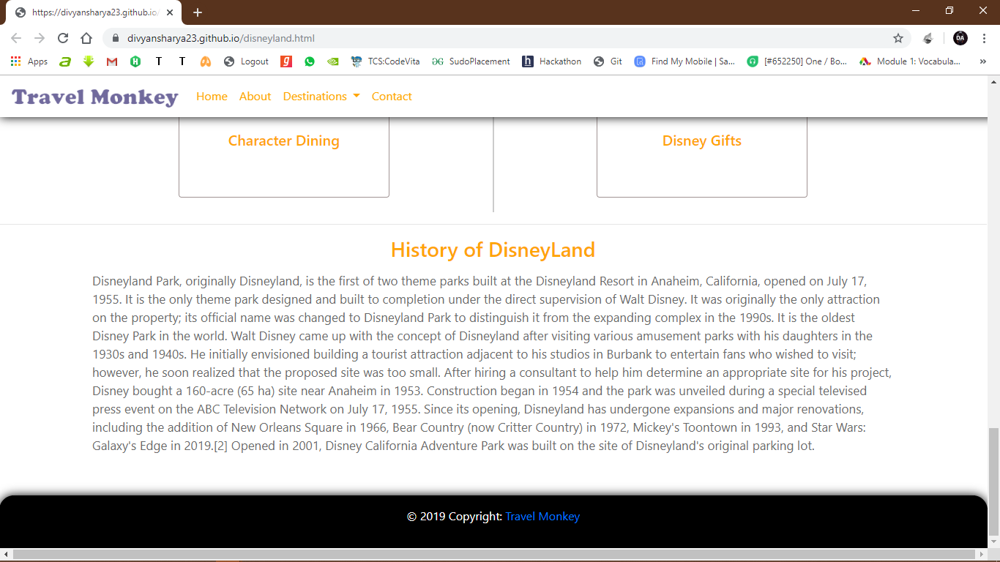 https://divyansharya23.github.io/
divyansharya23.github.io/disneyland.html
DA
Apps
Logout
TCS:CodeVita
SudoPlacement
Hackathon
Git
Find My Mobile | Sa...
[#652250] One / Bo...
Module 1: Vocabula...
Travel Monkey
Home
About
Destinations
Contact
Character Dining
Disney Gifts
History of DisneyLand
Disneyland Park, originally Disneyland, is the first of two theme parks built at the Disneyland Resort in Anaheim, California, opened on July 17,
1955. It is the only theme park designed and built to completion under the direct supervision of Walt Disney. It was originally the only attraction
on the property; its official name was changed to Disneyland Park to distinguish it from the expanding complex in the 1990s. It is the oldest
Disney Park in the world. Walt Disney came up with the concept of Disneyland after visiting various amusement parks with his daughters in the
1930s and 1940s. He initially envisioned building a tourist attraction adjacent to his studios in Burbank to entertain fans who wished to visit;
however, he soon realized that the proposed site was too small. After hiring a consultant to help him determine an appropriate site for his project,
Disney bought a 160-acre (65 ha) site near Anaheim in 1953. Construction began in 1954 and the park was unveiled during a special televised
press event on the ABC Television Network on July 17, 1955. Since its opening, Disneyland has undergone expansions and major renovations,
including the addition of New Orleans Square in 1966, Bear Country (now Critter Country) in 1972, Mickey's Toontown in 1993, and Star Wars:
Galaxy's Edge in 2019.[2] Opened in 2001, Disney California Adventure Park was built on the site of Disneyland's original parking lot.
© 2019 Copyright: Travel Monkey